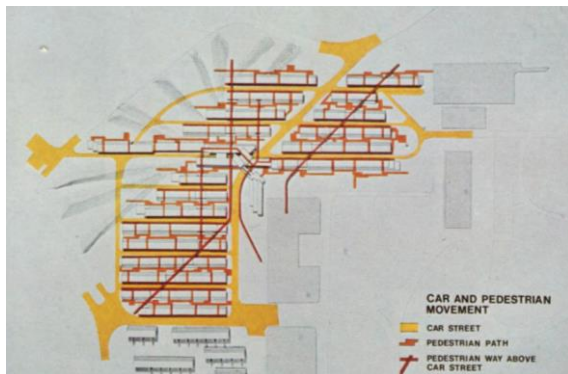 CAR AND PEDESTRIAN
MOVEMENT
CAR STREET
PEDESTRIAN PATH
PEDESTRIAN WAY ABOVE
CAR STREET